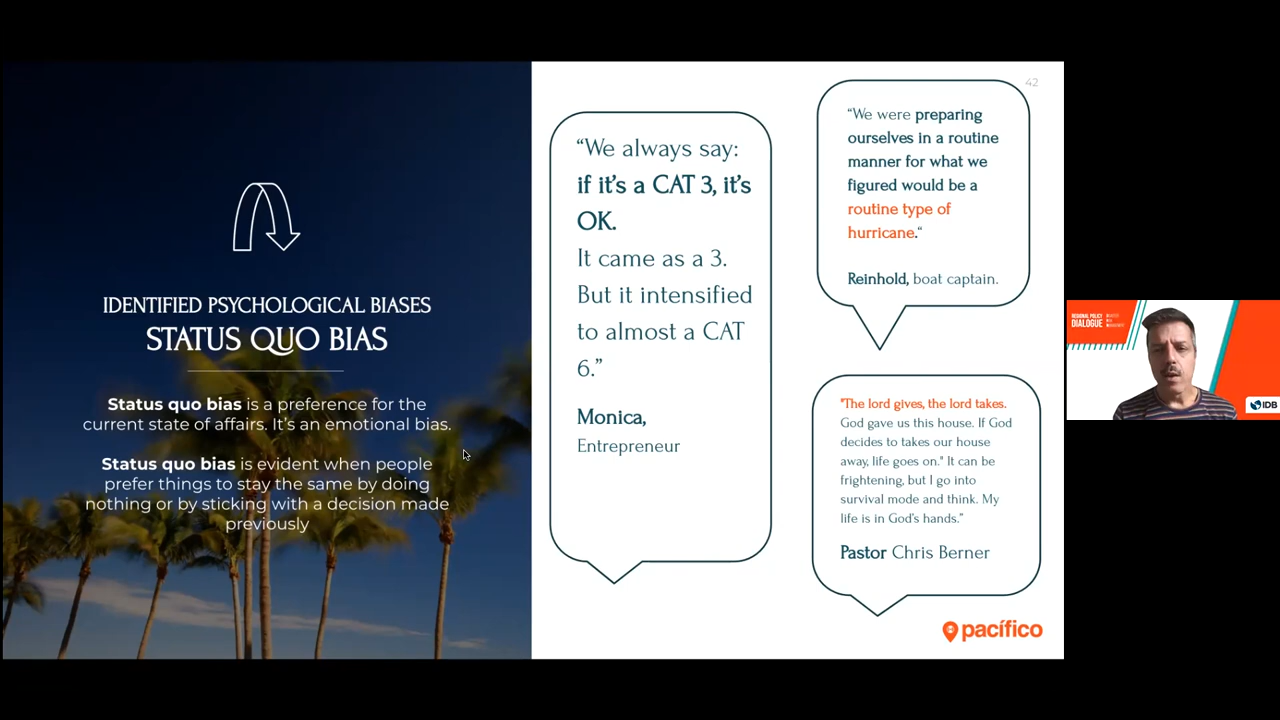 IDENTIFIED PSYCHOLOGICAL BIASES
STATUS QUO BIAS
Status quo bias is a preference for the
current state of affairs. It's an emotional bias.
Status quo bias is evident when people
prefer things to stay the same by doing
nothing or by sticking with a decision made
previously
“We always say:
if it's a CAT 3, it's
OK.
It came as a 3.
But it intensified
to almost a CAT
6.”
Monica,
Entrepreneur
42
“We were preparing
ourselves in a routine
manner for what we
figured would be a
routine type of
hurricane.“
Reinhold, boat captain.
"The lord gives, the lord takes.
God gave us this house. If God
decides to takes our house
away, life goes on." It can be
frightening, but I go into
survival mode and think. My
life is in God's hands.”
Pastor Chris Berner
pacífico
REGIONAL POLICY
DIALOGUE
IDB